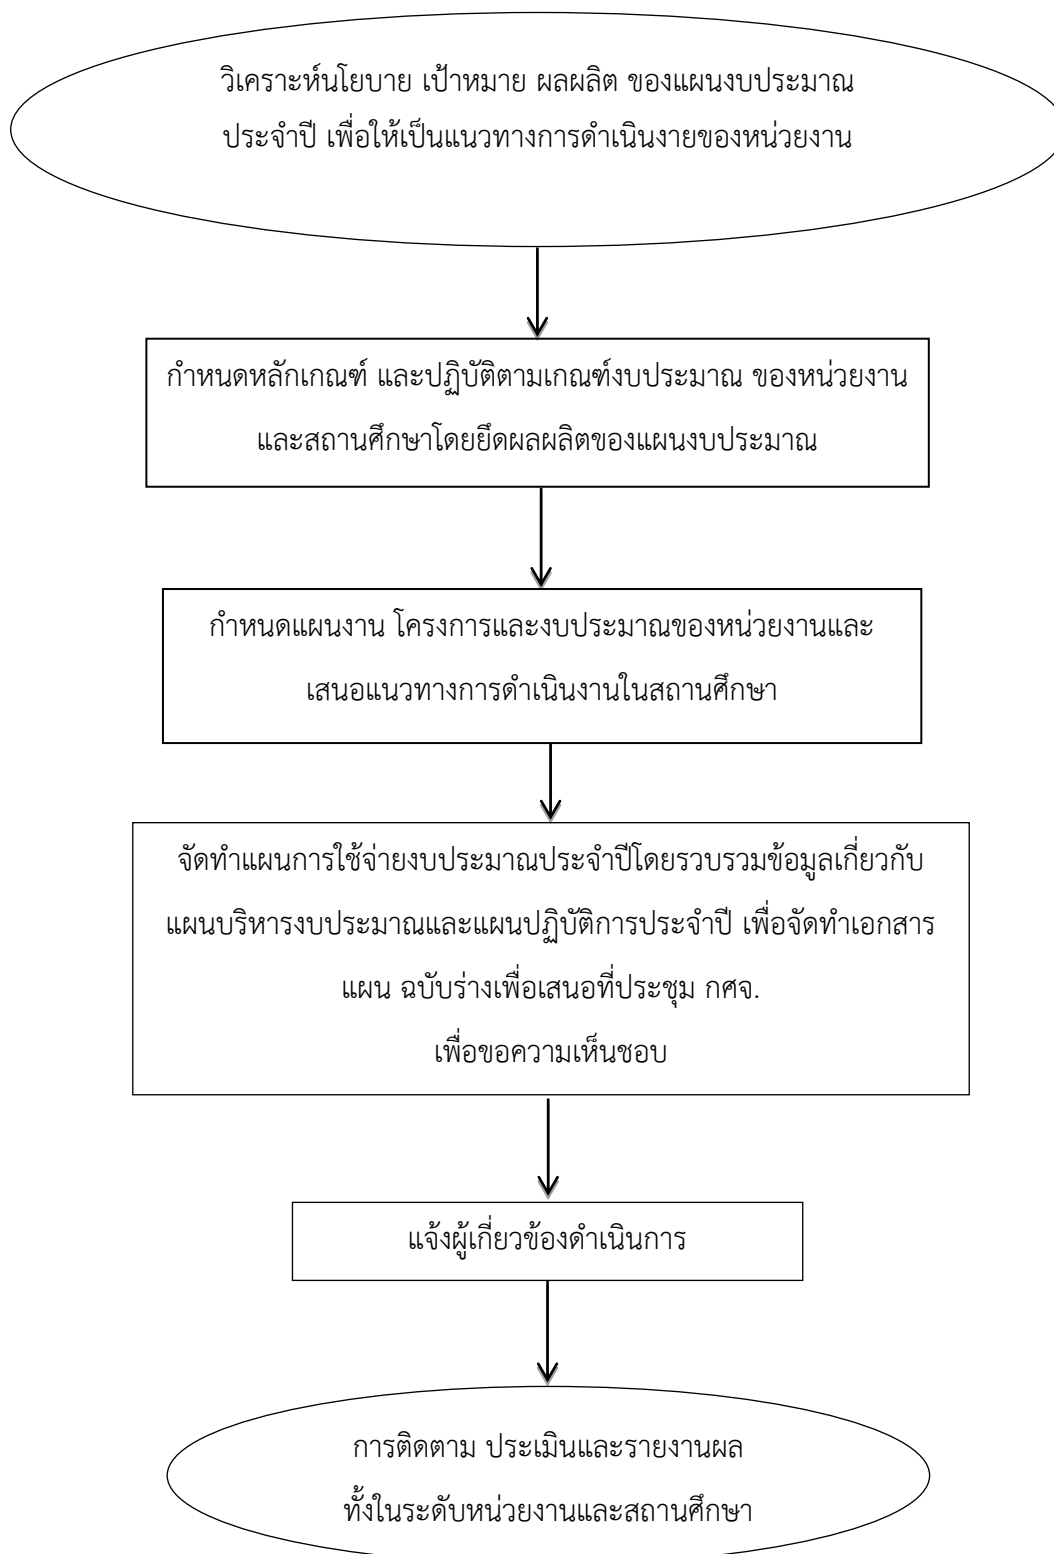 วิเคราะห์นโยบาย เป้าหมาย ผลผลิต ของแผนงบประมาณ
ประจำปี เพื่อให้เป็นแนวทางการดำเนินงายของหน่วยงาน
กำหนดหลักเกณฑ์ และปฏิบัติตามเกณฑ์งบประมาณ ของหน่วยงาน
และสถานศึกษาโดยยึดผลผลิตของแผนงบประมาณ
กำหนดแผนงาน โครงการและงบประมาณของหน่วยงานและ
เสนอแนวทางการดำเนินงานในสถานศึกษา
จัดทำแผนการใช้จ่ายงบประมาณประจำปีโดยรวบรวมข้อมูลเกี่ยวกับ
แผนบริหารงบประมาณและแผนปฏิบัติการประจำปี เพื่อจัดทำเอกสาร
แผน ฉบับร่างเพื่อเสนอที่ประชุม กศจ.
เพื่อขอความเห็นชอบ
แจ้งผู้เกี่ยวข้องดำเนินการ
การติดตาม ประเมินและรายงานผล
ทั้งในระดับหน่วยงานและสถานศึกษา